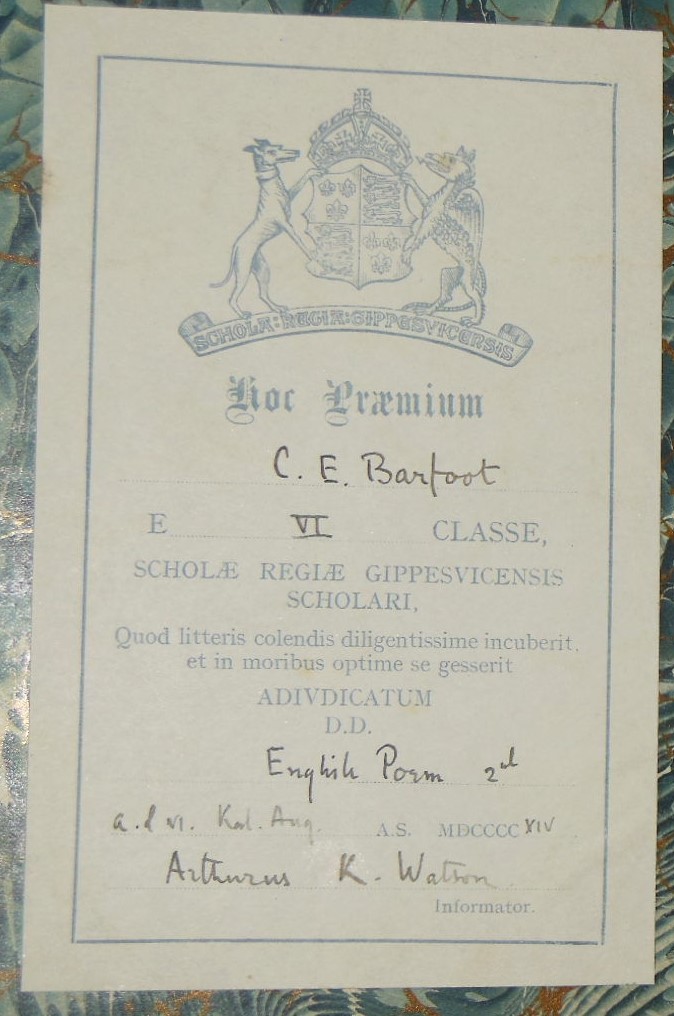 SCHOLA:REGIA:GIPPESVICENSIS
Hoc Præmium
C. E. Barfoot
E VI CLASSE,
SCHOLÆ REGIÆ GIPPESVICENSIS
SCHOLARI,
Quod litteris colendis diligentissime incuberit,
et in moribus optime se gesserit
ADIVDICATUM
D.D.
English Poem 2nd
a.d VI. Kal. Aug. A.S. MDCCCCXIV
Arthurus K. Watson.
Informator.